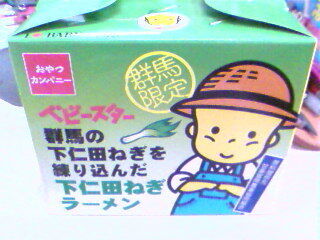 おやつ
カンパニー
群馬
限定
ベビースター
群馬の
下仁田ねぎを
練り込んだ
下仁田ねぎ
ラーメン